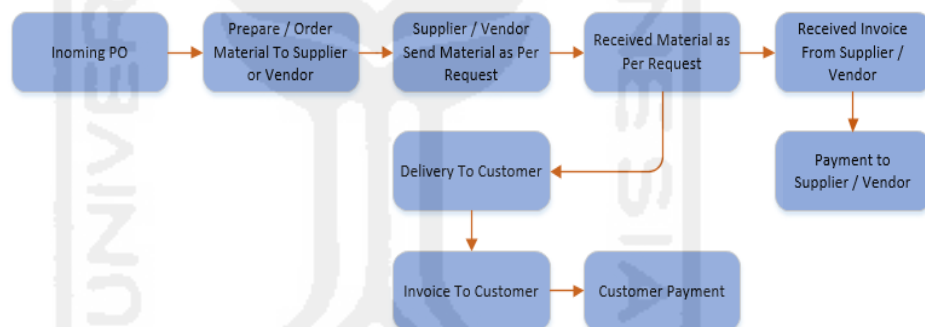 Inoming PO
Prepare / Order
Material To Supplier
or Vendor
Supplier / Vendor
Send Material as Per
Request
Received Material as
Per Request
Received Invoice
From Supplier /
Vendor
Delivery To Customer
Payment to
Supplier / Vendor
Invoice To Customer
Customer Payment
UNIVER